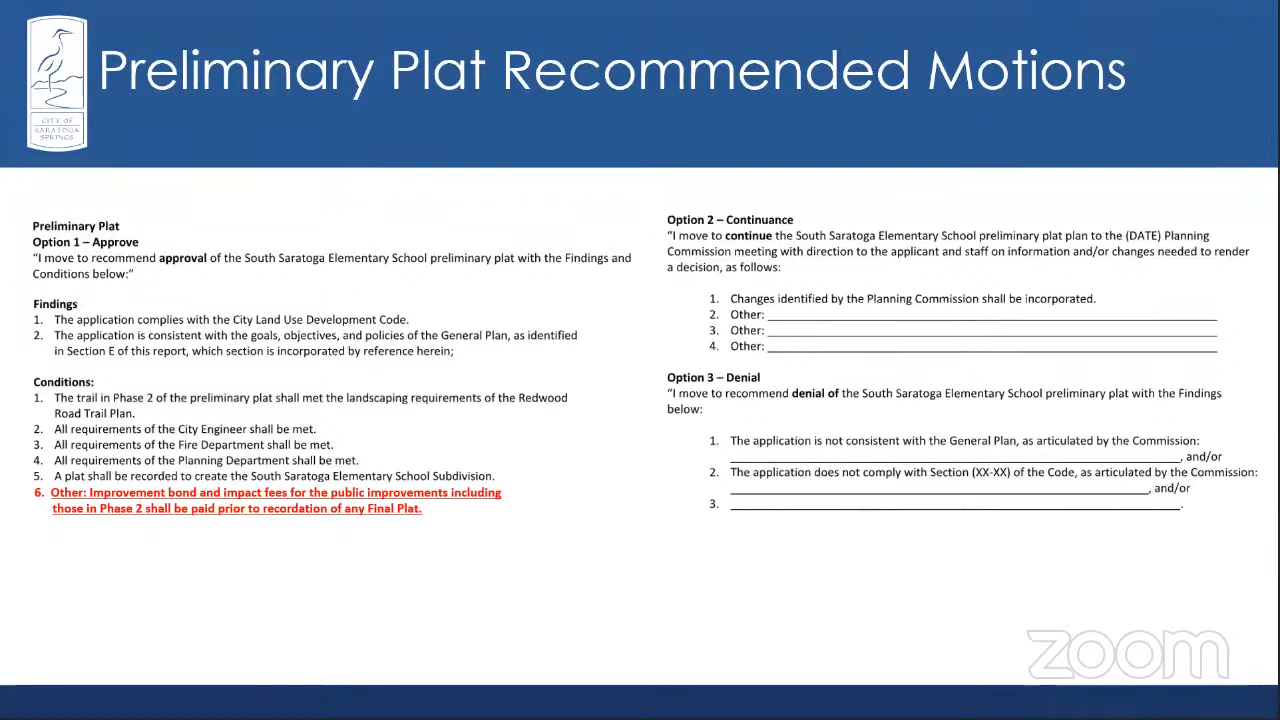 CITY OF
SARATOGA
SPRINGS
Preliminary Plat Recommended Motions
Preliminary Plat
Option 1 – Approve
“I move to recommend approval of the South Saratoga Elementary School preliminary plat with the Findings and
Conditions below:”
Findings
1. The application complies with the City Land Use Development Code.
2. The application is consistent with the goals, objectives, and policies of the General Plan, as identified
in Section E of this report, which section is incorporated by reference herein;
Conditions:
1. The trail in Phase 2 of the preliminary plat shall met the landscaping requirements of the Redwood
Road Trail Plan.
2. All requirements of the City Engineer shall be met.
3. All requirements of the Fire Department shall be met.
4. All requirements of the Planning Department shall be met.
5. A plat shall be recorded to create the South Saratoga Elementary School Subdivision.
6. Other: Improvement bond and impact fees for the public improvements including
those in Phase 2 shall be paid prior to recordation of any Final Plat.
Option 2 – Continuance
“I move to continue the South Saratoga Elementary School preliminary plat plan to the (DATE) Planning
Commission meeting with direction to the applicant and staff on information and/or changes needed to render
a decision, as follows:
1. Changes identified by the Planning Commission shall be incorporated.
2. Other: ____
3. Other: ____
4. Other: ____
Option 3 – Denial
“I move to recommend denial of the South Saratoga Elementary School preliminary plat with the Findings
below:
1. The application is not consistent with the General Plan, as articulated by the Commission:
____, and/or
2. The application does not comply with Section (XX-XX) of the Code, as articulated by the Commission:
____, and/or
3. ____.
zoom